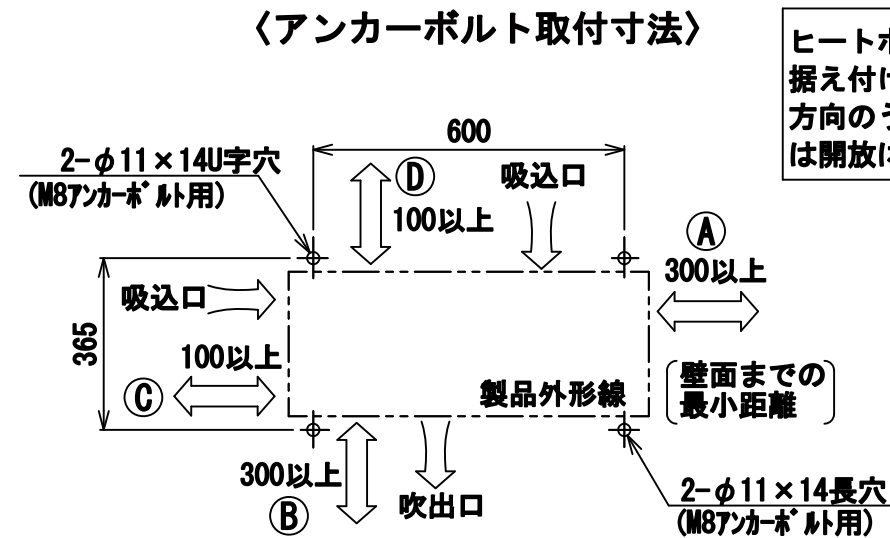 〈アンカーボルト取付寸法〉
ヒートポ
据え付け
方向のう
は開放に
600
2-φ11×14U字穴
(M8アンカーボルト用)
Ⓓ
100以上
吸込口
Ⓐ
300以上
吸込口
365
100以上
Ⓒ
製品外形線
壁面までの
最小距離
300以上
Ⓑ
吹出口
2-φ11×14長穴
(M8アンカーボルト用)